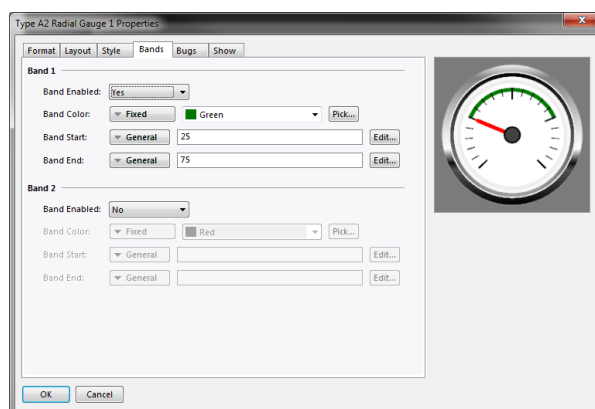 Type A2 Radial Gauge 1 Properties
Format Layout Style Bands Bugs Show
Band 1
Band Enabled: Yes
Band Color: Fixed Green Pick...
Band Start: General 25 Edit...
Band End: General 75 Edit...
Band 2
Band Enabled: No
Band Color: Fixed Red Pick...
Band Start: General Edit...
Band End: General Edit...
OK Cancel